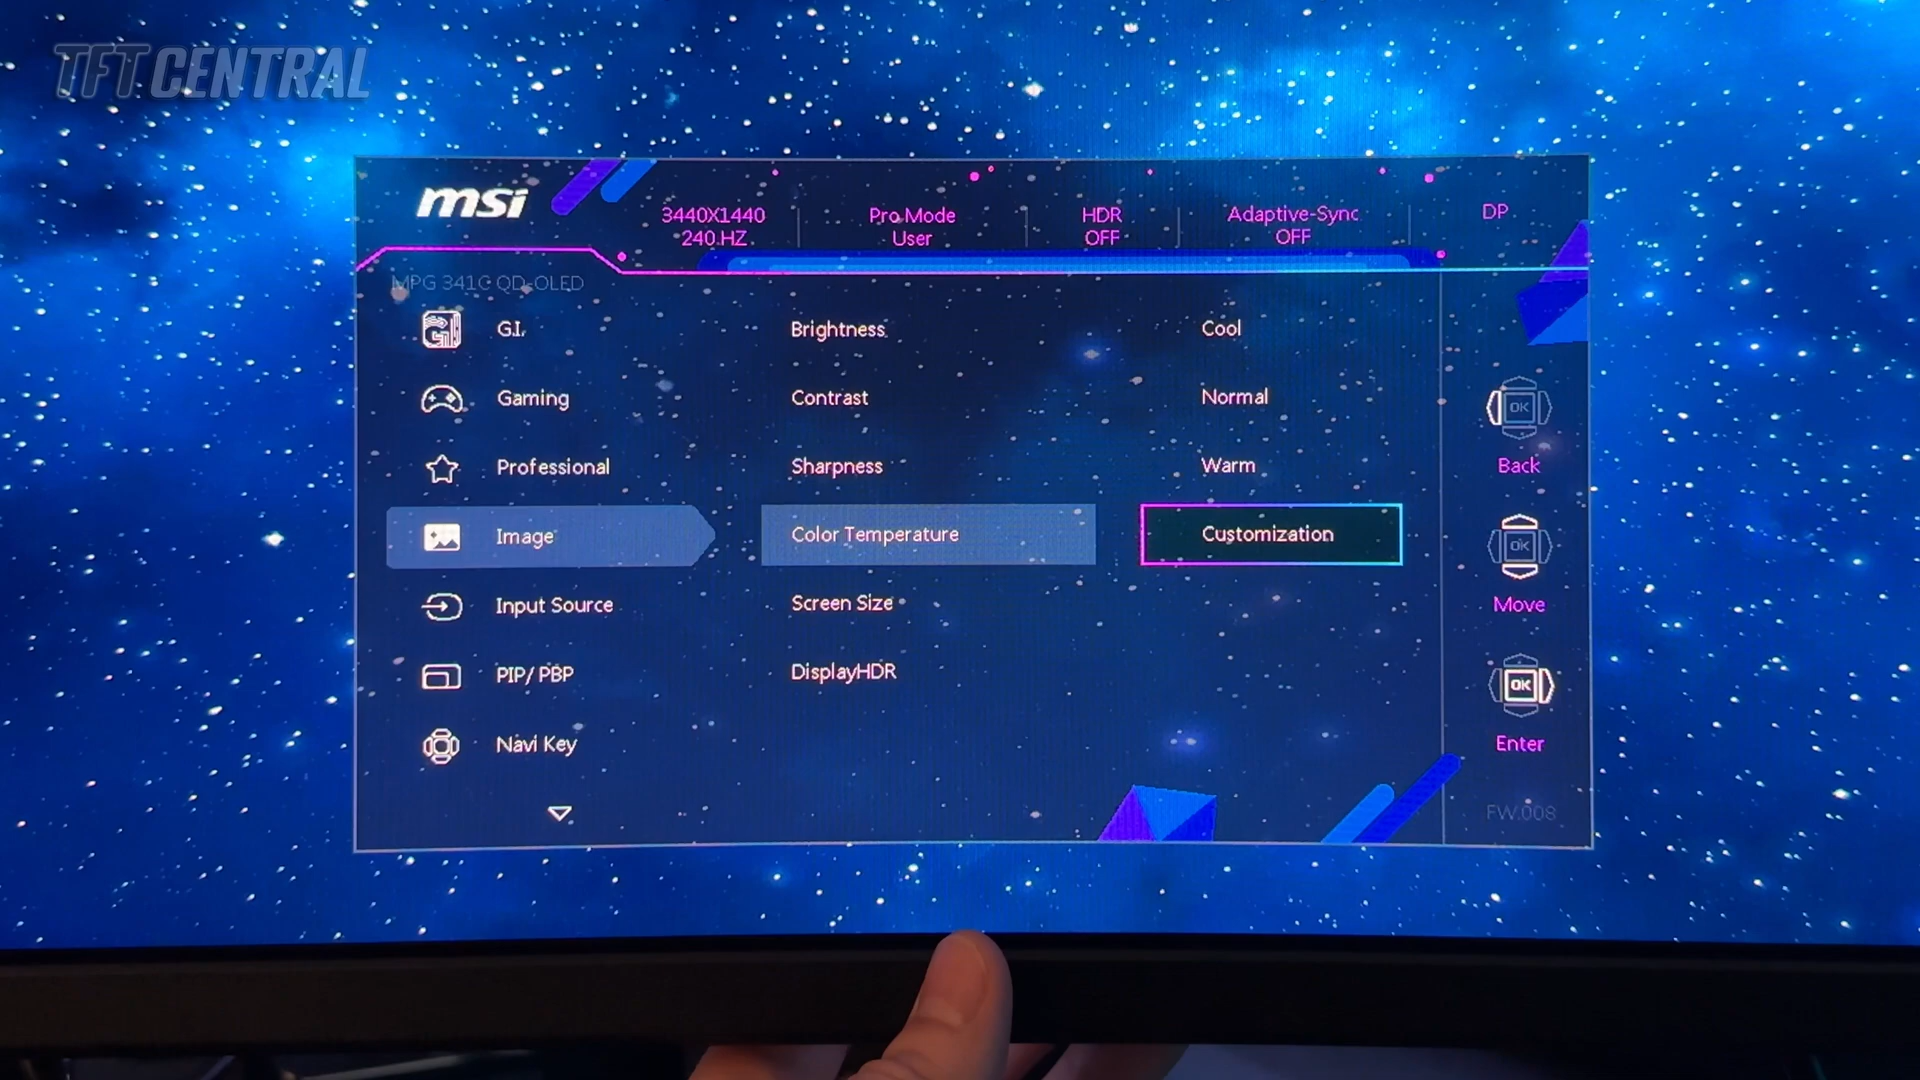 TFTCENTRAL
msi
3440X1440
240.HZ
Pro Mode
User
HDR
OFF
Adaptive-Sync
OFF
DP
MPG 341C QD-OLED
G.I.
Gaming
Professional
Image
Input Source
PIP/ PBP
Navi Key
Brightness
Contrast
Sharpness
Color Temperature
Screen Size
DisplayHDR
Cool
Normal
Warm
Customization
OK
Back
OK
Move
OK
Enter
FW.008